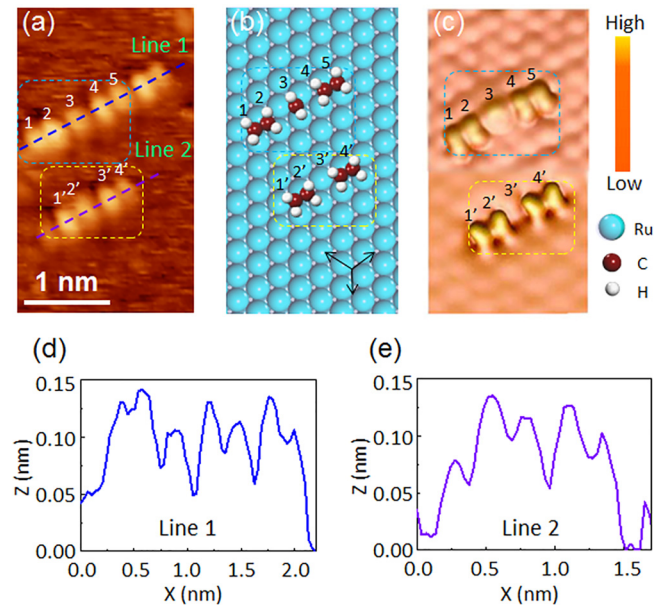 (a)
Line 1
1 2 3 4 5
Line 2
1' 2' 3' 4'
1 nm
(b)
1 2 3 4 5
1' 2' 3' 4'
(c)
1 2 3 4 5
1' 2' 3' 4'
High
Low
Ru
C
H
(d)
Z (nm)
0.15
0.10
0.05
0.00
Line 1
0.0 0.5 1.0 1.5 2.0
X (nm)
(e)
Z (nm)
0.15
0.10
0.05
0.00
Line 2
0.0 0.5 1.0 1.5
X (nm)